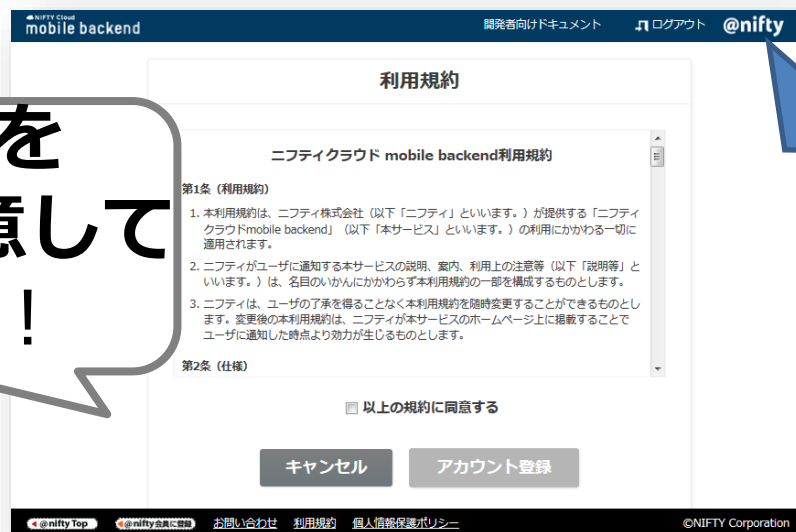 NIFTY Cloud
mobile backend
開発者向けドキュメント
ログアウト
@nifty
利用規約
を
意して
！
ニフティクラウド mobile backend利用規約
第1条（利用規約）
1. 本利用規約は、ニフティ株式会社（以下「ニフティ」といいます。）が提供する「ニフティ
クラウドmobile backend」（以下「本サービス」といいます。）の利用にかかわる一切に
適用されます。
2. ニフティがユーザに通知する本サービスの説明、案内、利用上の注意等（以下「説明等」と
いいます。）は、名目のいかんにかかわらず本利用規約の一部を構成するものとします。
3. ニフティは、ユーザの了承を得ることなく本利用規約を随時変更することができるものとし
ます。変更後の本利用規約は、ニフティが本サービスのホームページ上に掲載することで
ユーザに通知した時点より効力が生じるものとします。
第2条（仕様）
以上の規約に同意する
キャンセル
アカウント登録
@nifty Top
@nifty会員に登録
お問い合わせ
利用規約
個人情報保護ポリシー
©NIFTY Corporation